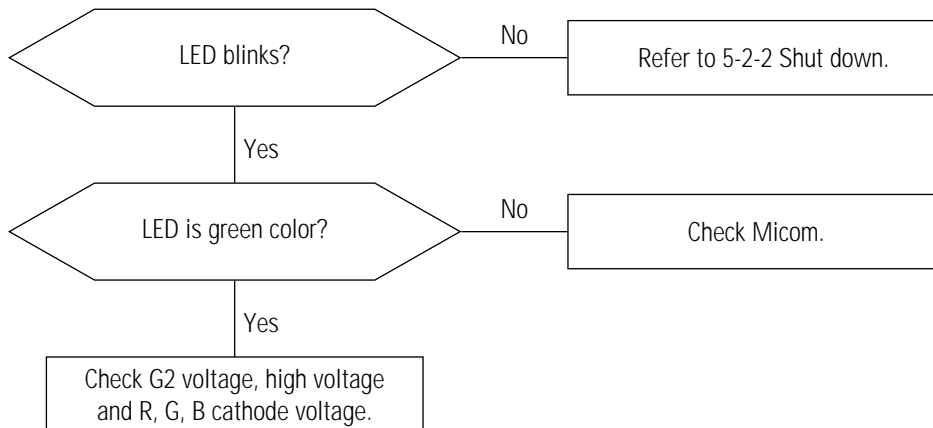 LED blinks?
No
Refer to 5-2-2 Shut down.
Yes
LED is green color?
No
Check Micom.
Yes
Check G2 voltage, high voltage
and R, G, B cathode voltage.